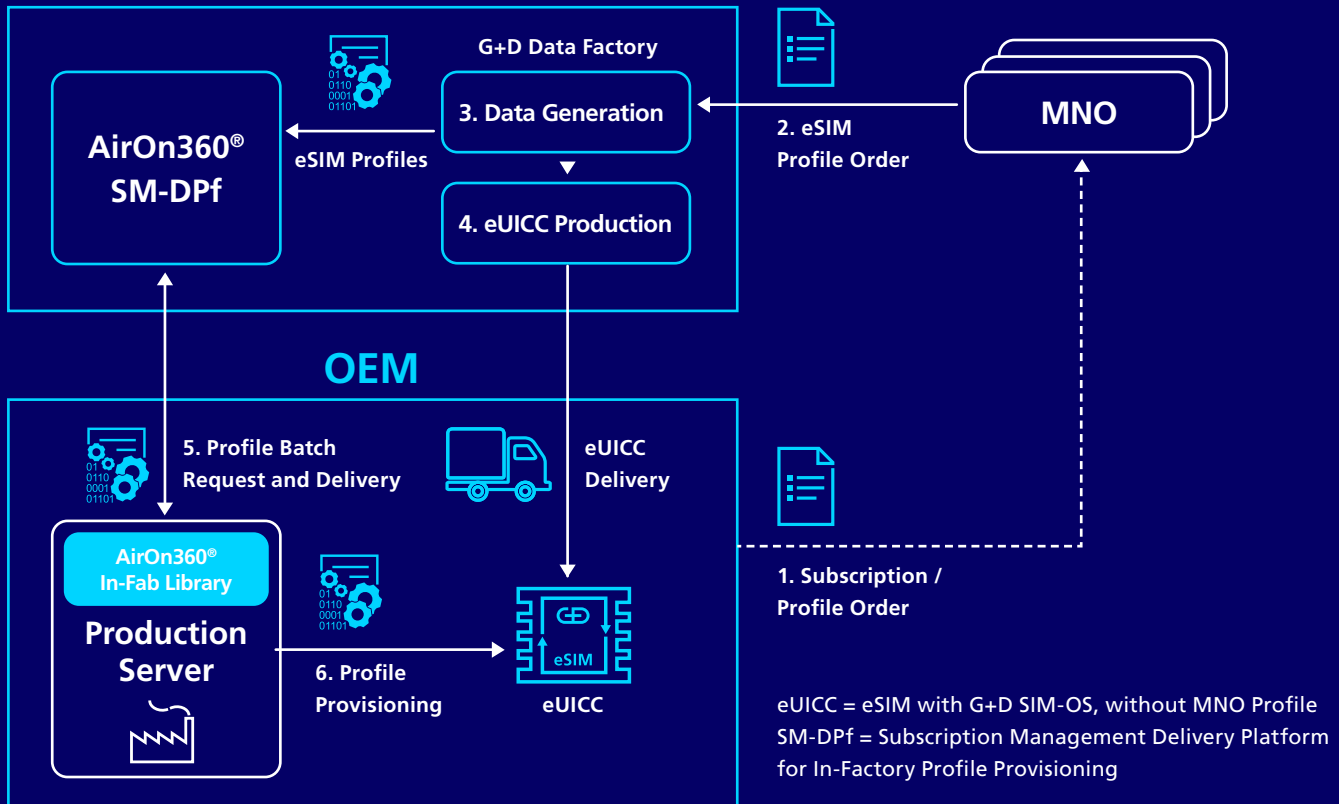 G+D Data Factory
01
0110
0001
01101
3. Data Generation
MNO
AirOn360®
SM-DPf
eSIM Profiles
2. eSIM
Profile Order
4. eUICC Production
OEM
01
0110
0001
01101
5. Profile Batch
Request and Delivery
eUICC
Delivery
AirOn360®
In-Fab Library
Production
Server
01
0110
0001
01101
6. Profile
Provisioning
G+D
eSIM
eUICC
1. Subscription /
Profile Order
eUICC = eSIM with G+D SIM-OS, without MNO Profile
SM-DPf = Subscription Management Delivery Platform
for In-Factory Profile Provisioning